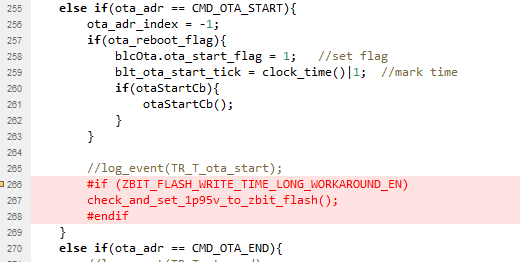 255 else if(ota_adr == CMD_OTA_START){
256 ota_adr_index = -1;
257 if(ota_reboot_flag){
258 blcOta.ota_start_flag = 1; //set flag
259 blt_ota_start_tick = clock_time()|1; //mark time
260 if(otaStartCb){
261 otaStartCb();
262 }
263 }
264
265 //log_event(TR_T_ota_start);
266 #if (ZBIT_FLASH_WRITE_TIME_LONG_WORKAROUND_EN)
267 check_and_set_1p95v_to_zbit_flash();
268 #endif
269 }
270 else if(ota_adr == CMD_OTA_END){